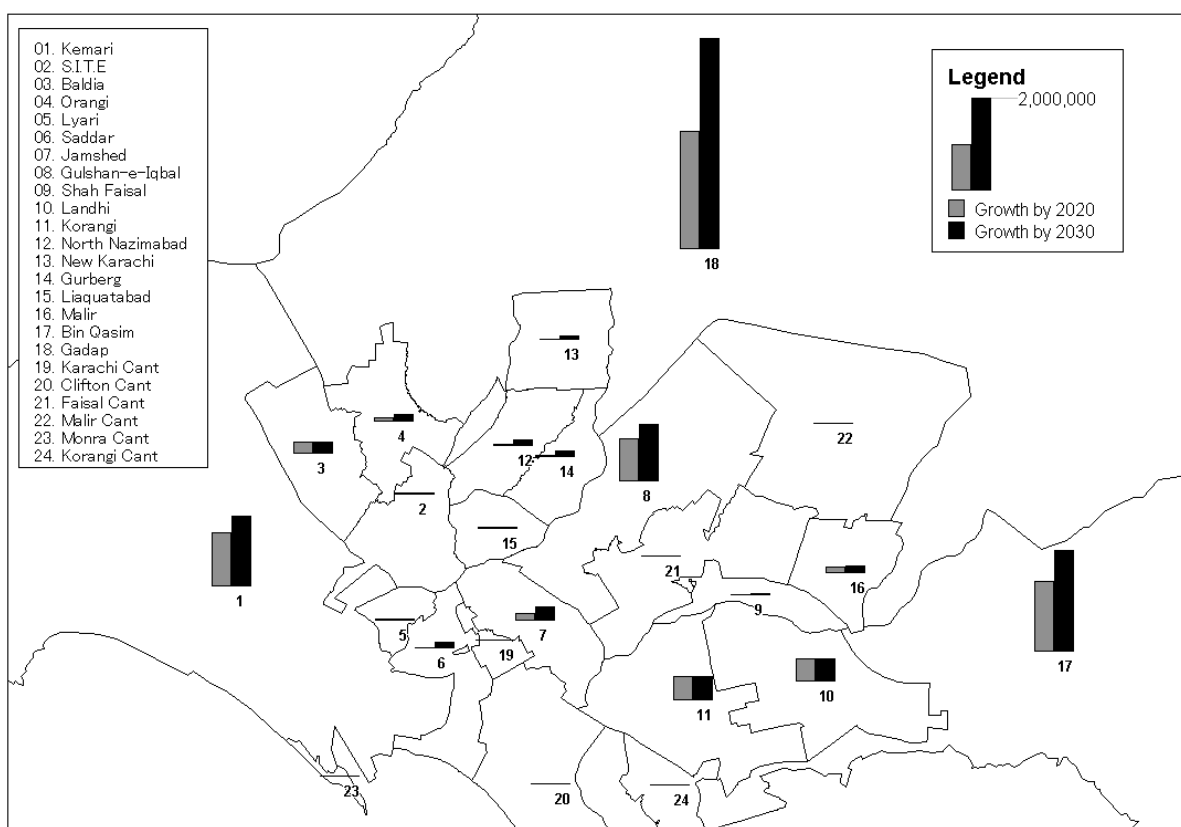 01. Kemari
02. S.I.T.E
03. Baldia
04. Orangi
05. Lyari
06. Saddar
07. Jamshed
08. Gulshan-e-Iqbal
09. Shah Faisal
10. Landhi
11. Korangi
12. North Nazimabad
13. New Karachi
14. Gurberg
15. Liaquatabad
16. Malir
17. Bin Qasim
18. Gadap
19. Karachi Cant
20. Clifton Cant
21. Faisal Cant
22. Malir Cant
23. Monra Cant
24. Korangi Cant
Legend
2,000,000
Growth by 2020
Growth by 2030
18
13
4
22
3
12
14
8
2
15
21
16
1
9
5
7
6
19
17
10
11
23
20
24